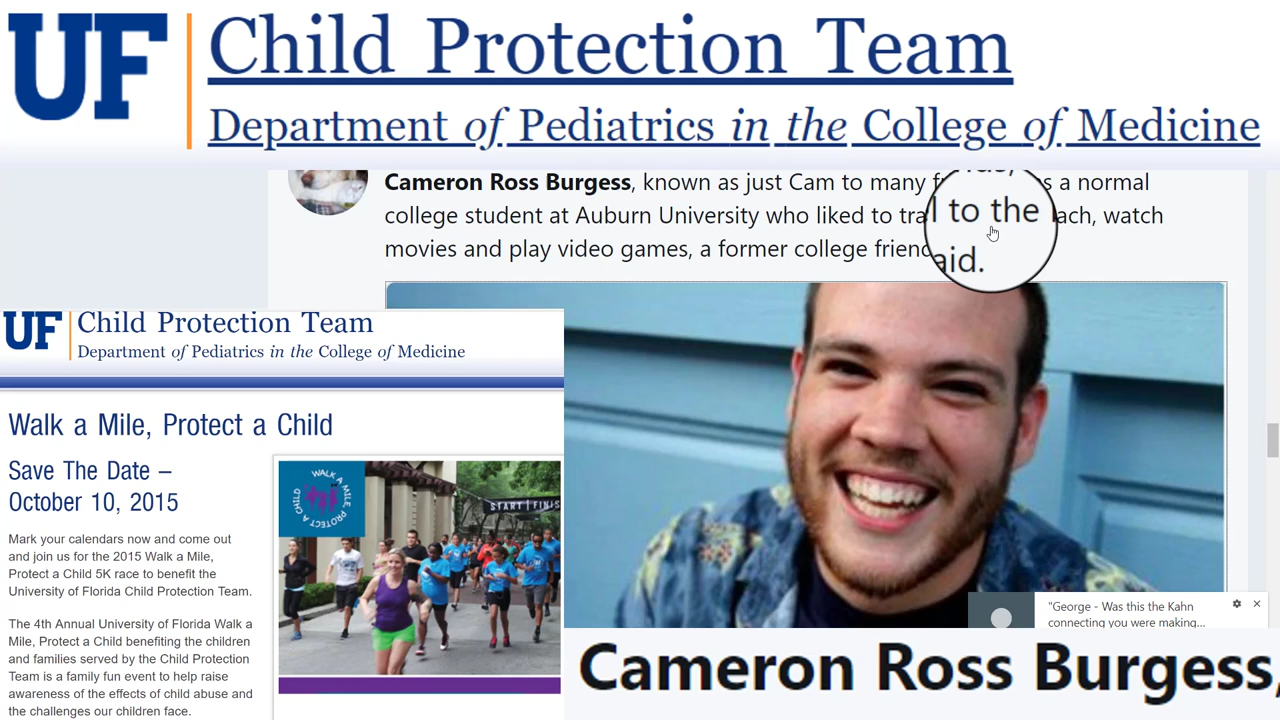 UF Child Protection Team
Department of Pediatrics in the College of Medicine
Cameron Ross Burgess, known as just Cam to many s a normal
college student at Auburn University who liked to tra l to the ach, watch
movies and play video games, a former college friend aid.
UF Child Protection Team
Department of Pediatrics in the College of Medicine
Walk a Mile, Protect a Child
Save The Date –
October 10, 2015
Mark your calendars now and come out
and join us for the 2015 Walk a Mile,
Protect a Child 5K race to benefit the
University of Florida Child Protection Team.
The 4th Annual University of Florida Walk a
Mile, Protect a Child benefiting the children
and families served by the Child Protection
Team is a family fun event to help raise
awareness of the effects of child abuse and
the challenges our children face.
WALK A MILE, PROTECT A CHILD
START | FINIS
"George - Was this the Kahn
connecting you were making...
Cameron Ross Burgess,